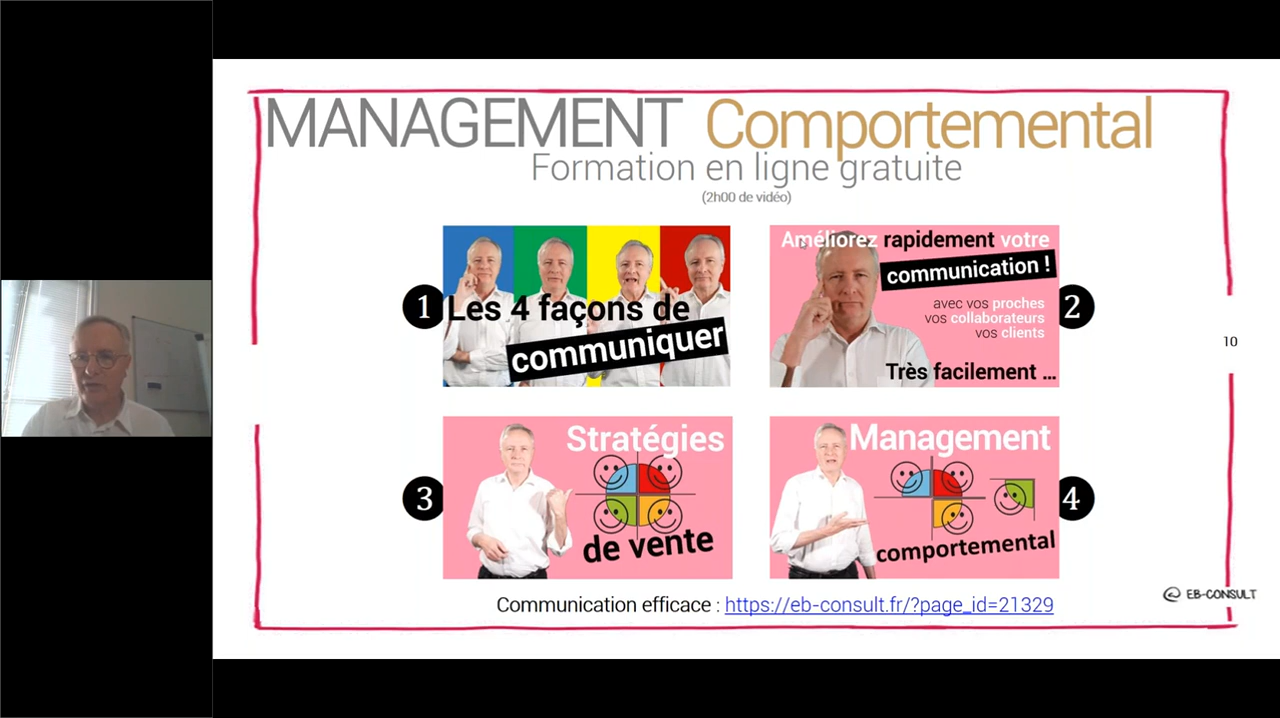 MANAGEMENT Comportemental
Formation en ligne gratuite
(2h00 de vidéo)
1
Les 4 façons de
communiquer
Améliorez rapidement votre
communication !
avec vos proches
vos collaborateurs
vos clients
Très facilement ...
2
3
Stratégies
de vente
Management
comportemental
4
10
Communication efficace : https://eb-consult.fr/?page_id=21329
@ EB-CONSULT